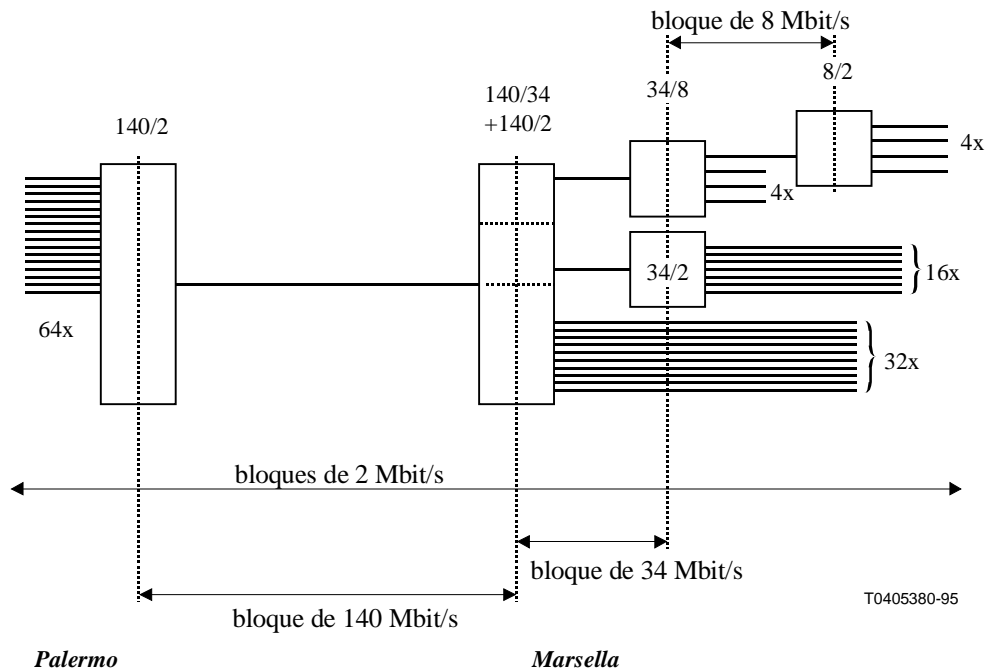 bloque de 8 Mbit/s
8/2
34/8
140/34
+140/2
140/2
4x
4x
34/2
16x
64x
32x
bloques de 2 Mbit/s
bloque de 34 Mbit/s
T0405380-95
bloque de 140 Mbit/s
Palermo
Marsella